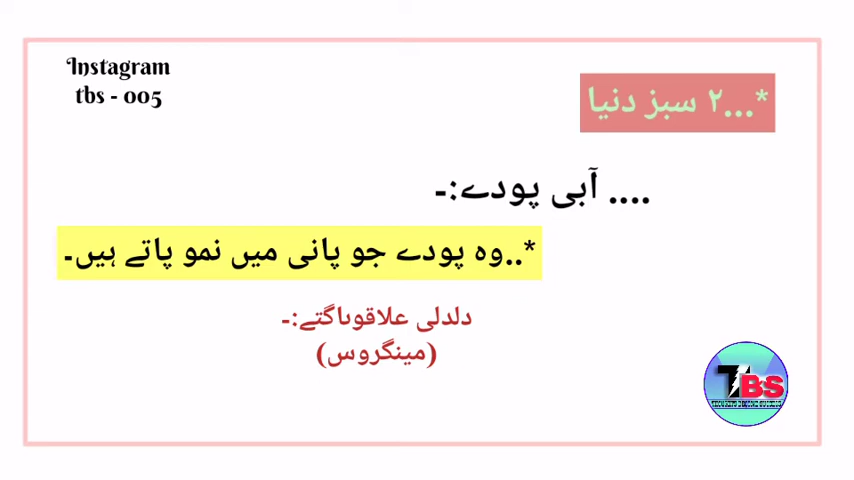 Instagram
tbs - 005
*...۲ سبز دنیا
.... آبی پودے:۔
*..وہ پودے جو پانی میں نمو پاتے ہیں۔
دلدلی علاقوںاگتے:۔
(مینگروس)
TBS